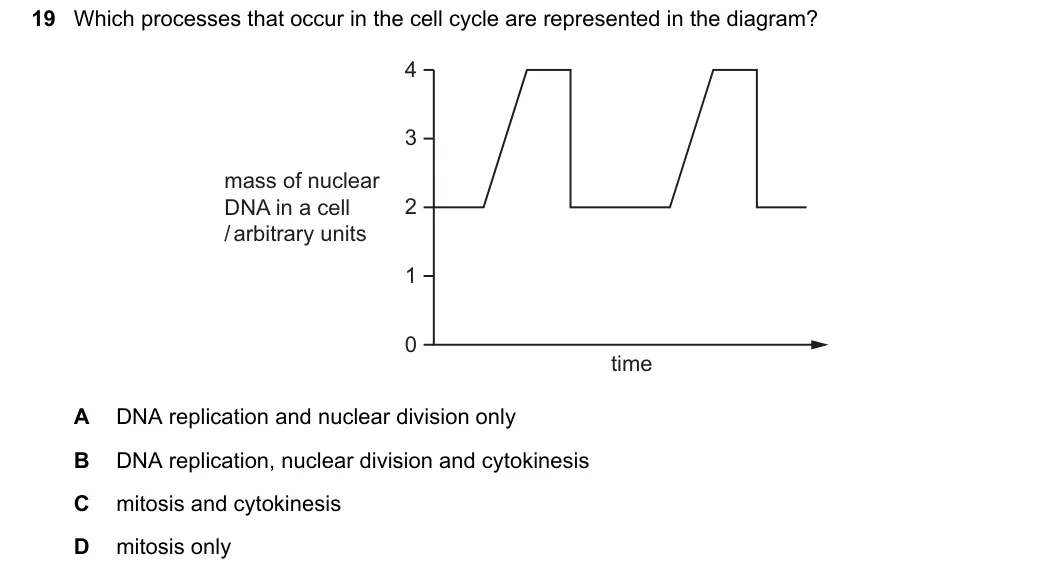 19 Which processes that occur in the cell cycle are represented in the diagram?
4
3
mass of nuclear
DNA in a cell
/ arbitrary units
2
1
0
time
A DNA replication and nuclear division only
B DNA replication, nuclear division and cytokinesis
C mitosis and cytokinesis
D mitosis only